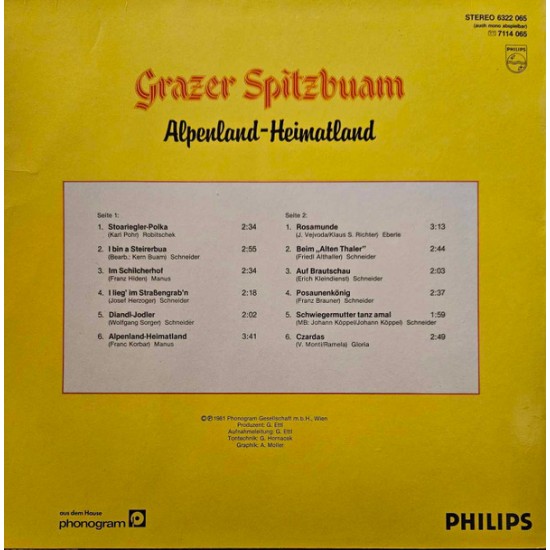 STEREO 6322 065
(auch mono abspielbar)
7114 065
PHILIPS
Grazer Spitzbuam
Alpenland-Heimatland
Seite 1:
1. Stoariegler-Polka 2:34
(Karl Pohr) Robitschek
2. I bin a Steirerbua 2:55
(Bearb.: Kern Buam) Schneider
3. Im Schilcherhof 2:34
(Franz Hiden) Manus
4. I lieg' im Straßengrab'n 2:18
(Josef Herzoger) Schneider
5. Diandl-Jodler 2:02
(Wolfgang Sorger) Schneider
6. Alpenland-Heimatland 3:41
(Franc Korbar) Manus
Seite 2:
1. Rosamunde 3:13
(J. Vejvoda/Klaus S. Richter) Eberle
2. Beim „Alten Thaler" 2:44
(Friedl Althaller) Schneider
3. Auf Brautschau 2:03
(Erich Kleindienst) Schneider
4. Posaunenkönig 2:37
(Franz Brauner) Schneider
5. Schwiegermutter tanz amal 1:59
(MB: Johann Köppel/Johann Köppel) Schneider
6. Czardas 2:49
(V. Monti/Ramela) Gloria
©℗ 1981 Phonogram Gesellschaft m.b.H., Wien
Produzent: G. Ettl
Aufnahmeleitung: G. Ettl
Tontechnik: G. Hornacek
Graphik: A. Müller
aus dem Hause
phonogram
PHILIPS